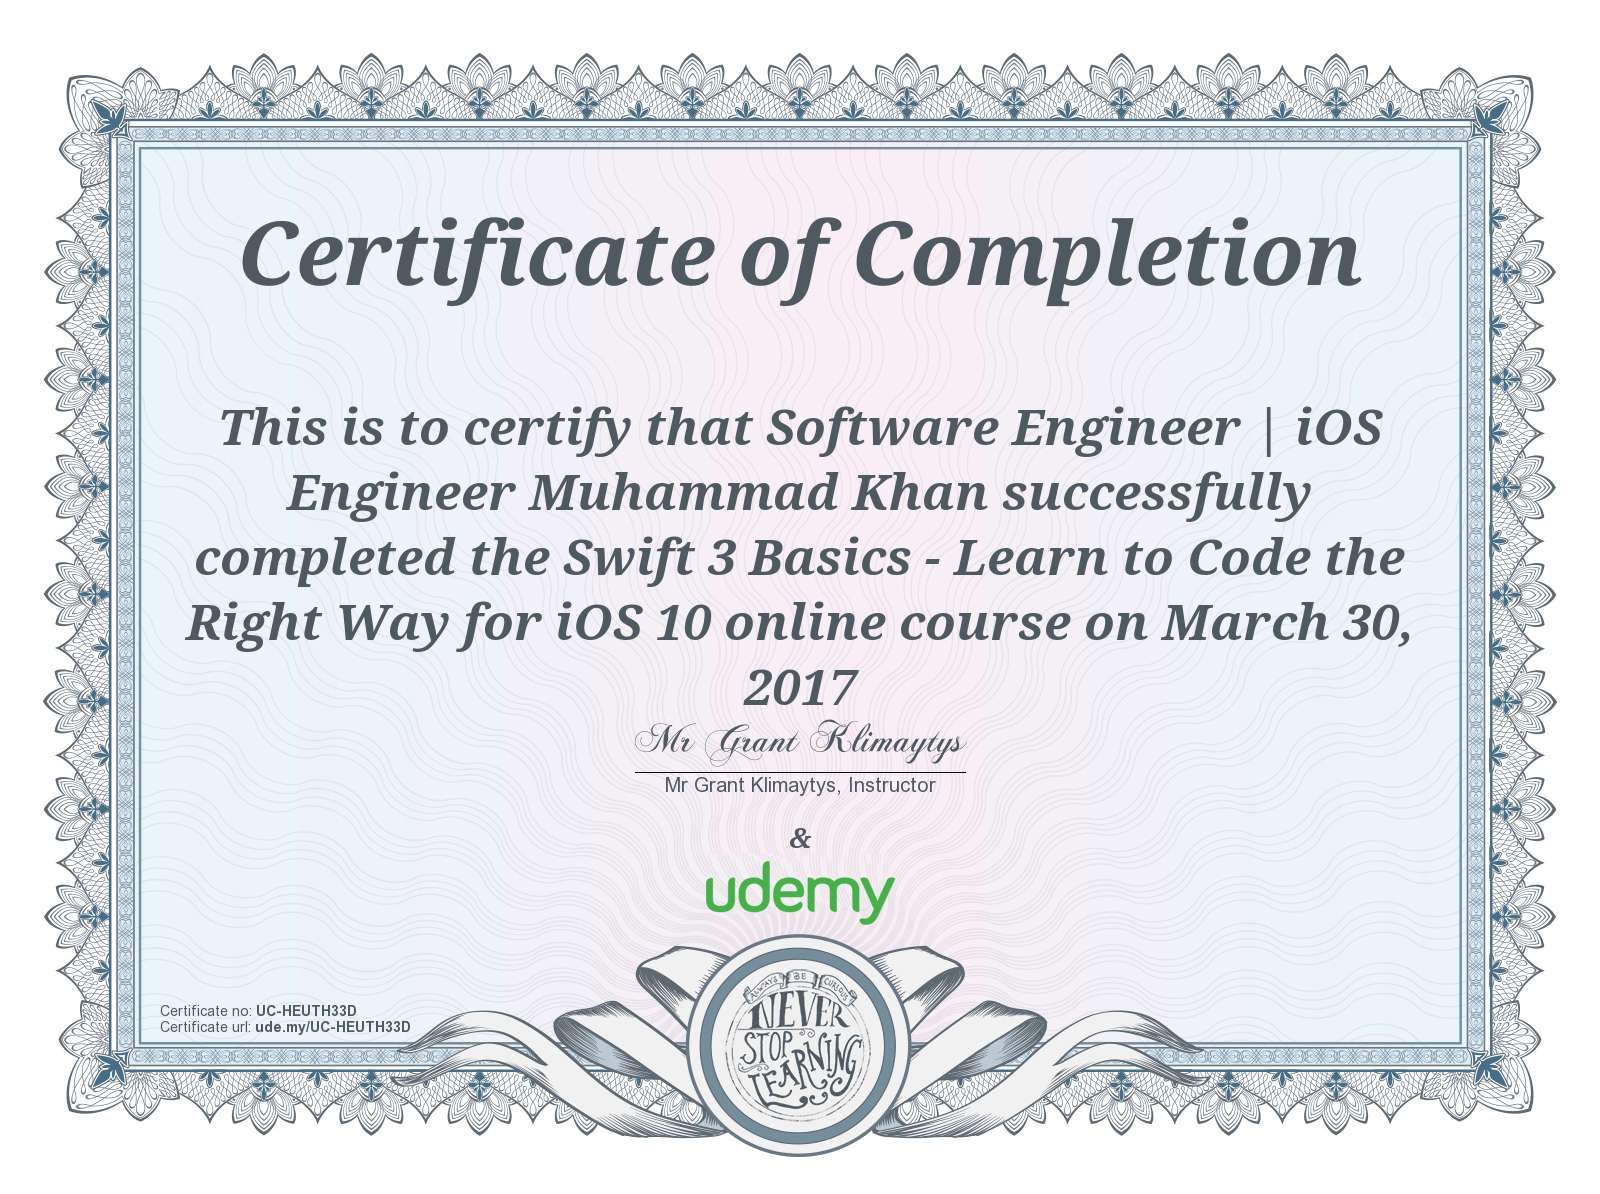 Certificate of Completion
This is to certify that Software Engineer | iOS
Engineer Muhammad Khan successfully
completed the Swift 3 Basics - Learn to Code the
Right Way for iOS 10 online course on March 30,
2017
Mr Grant Klimaytys
Mr Grant Klimaytys, Instructor
&
udemy
Certificate no: UC-HEUTH33D
Certificate url: ude.my/UC-HEUTH33D
ALWAYS BE CURIOUS
NEVER
STOP
LEARNING